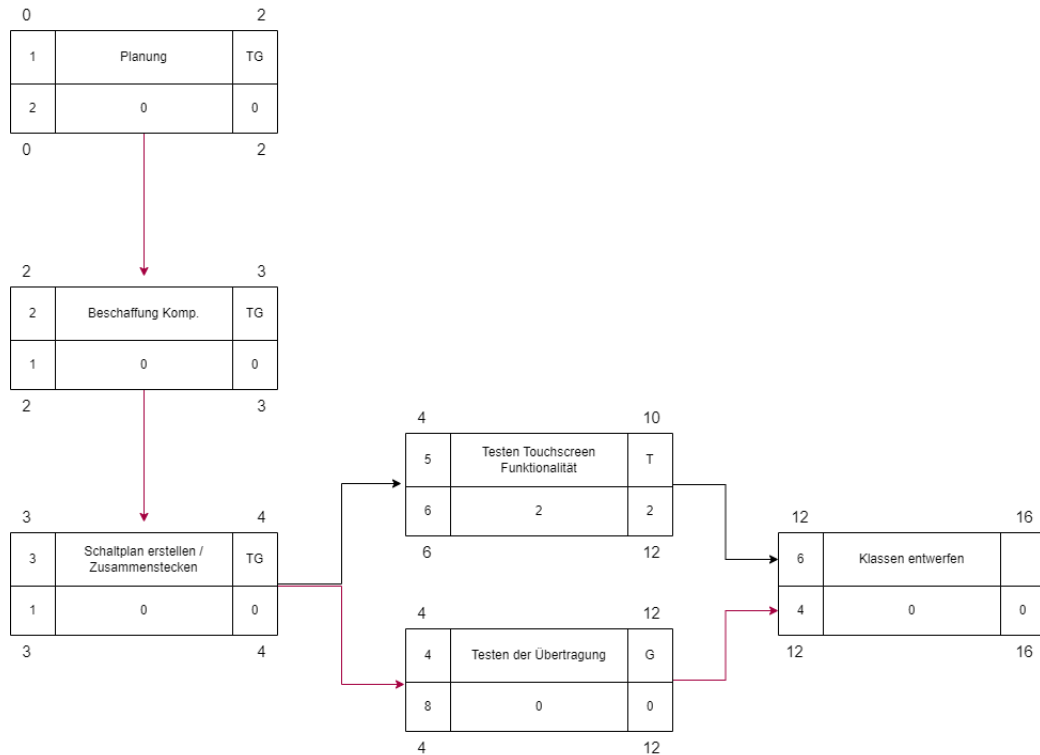 0 2
1 Planung TG
2 0 0
0 2
2 3
2 Beschaffung Komp. TG
1 0 0
2 3
3 4
3 Schaltplan erstellen /
Zusammenstecken TG
1 0 0
3 4
4 10
5 Testen Touchscreen
Funktionalität T
6 2 2
6 12
4 12
4 Testen der Übertragung G
8 0 0
4 12
12 16
6 Klassen entwerfen
4 0 0
12 16